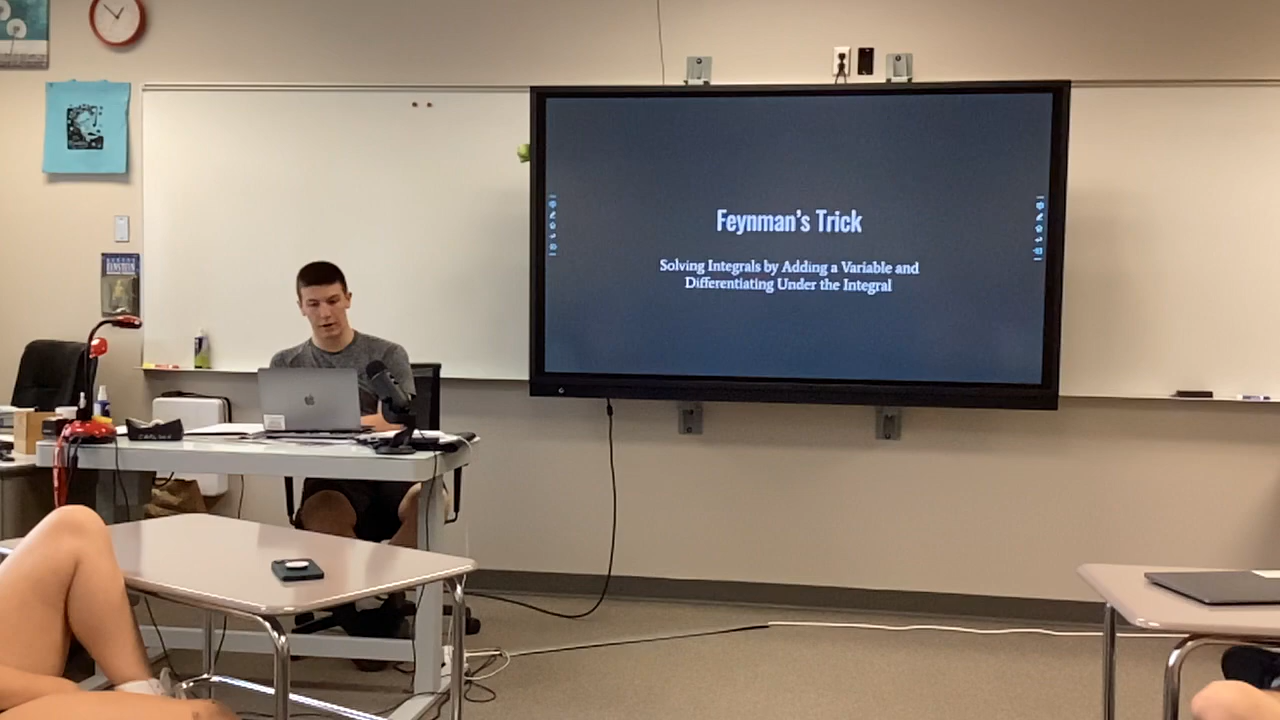 Feynman's Trick
Solving Integrals by Adding a Variable and
Differentiating Under the Integral